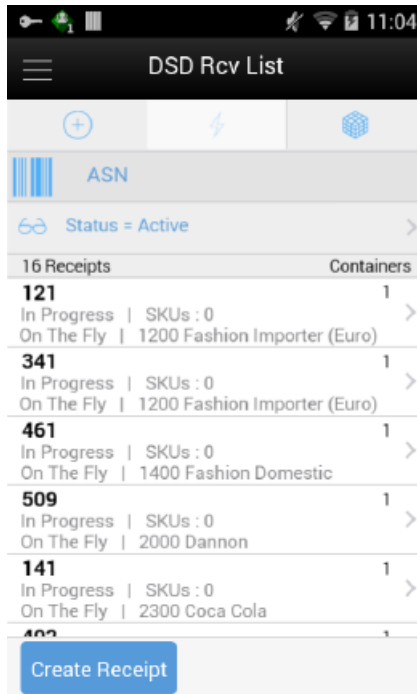 11:04
DSD Rcv List
ASN
Status = Active
16 Receipts Containers
121 1
In Progress | SKUs : 0
On The Fly | 1200 Fashion Importer (Euro)
341 1
In Progress | SKUs : 0
On The Fly | 1200 Fashion Importer (Euro)
461 1
In Progress | SKUs : 0
On The Fly | 1400 Fashion Domestic
509 1
In Progress | SKUs : 0
On The Fly | 2000 Dannon
141 1
In Progress | SKUs : 0
On The Fly | 2300 Coca Cola
Create Receipt